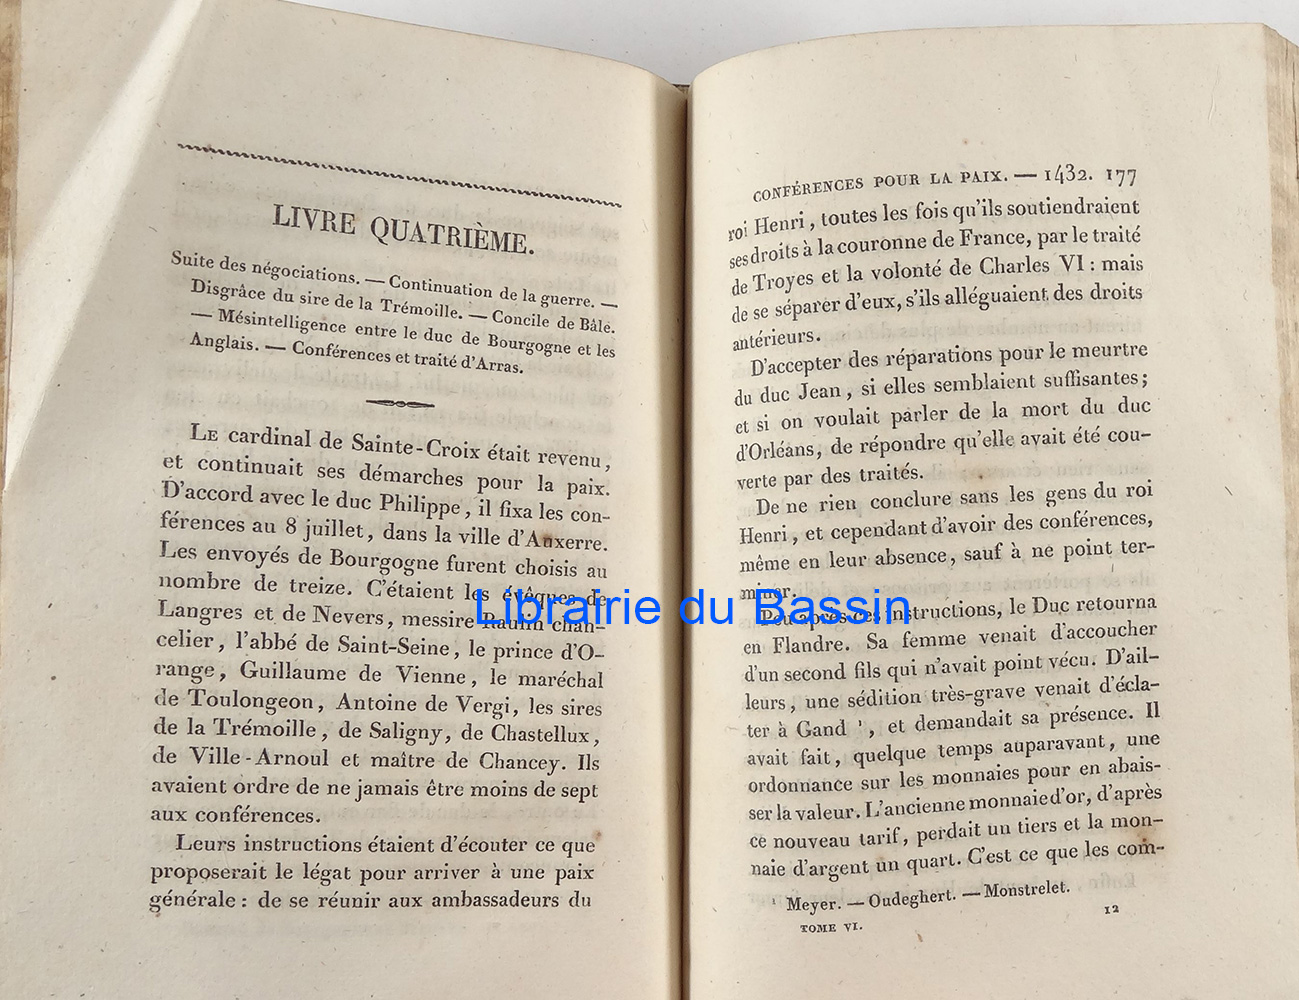 LIVRE QUATRIÈME.
Suite des négociations. — Continuation de la guerre. —
Disgrâce du sire de la Trémoille. — Concile de Bâle.
— Mésintelligence entre le duc de Bourgogne et les
Anglais. — Conférences et traité d'Arras.
LE cardinal de Sainte-Croix était revenu,
et continuait ses démarches pour la paix.
D'accord avec le duc Philippe, il fixa les con-
férences au 8 juillet, dans la ville d'Auxerre.
Les envoyés de Bourgogne furent choisis au
nombre de treize. C'étaient les évêques de
Langres et de Nevers, messire Raulin chan-
celier, l'abbé de Saint-Seine, le prince d'O-
range, Guillaume de Vienne, le maréchal
de Toulongeon, Antoine de Vergi, les sires
de la Trémoille, de Saligny, de Chastellux,
de Ville-Arnoul et maître de Chancey. Ils
avaient ordre de ne jamais être moins de sept
aux conférences.
Leurs instructions étaient d'écouter ce que
proposerait le légat pour arriver à une paix
générale : de se réunir aux ambassadeurs du
CONFÉRENCES POUR LA PAIX. — 1432. 177
roi Henri, toutes les fois qu'ils soutiendraient
ses droits à la couronne de France, par le traité
de Troyes et la volonté de Charles VI : mais
de se séparer d'eux, s'ils alléguaient des droits
antérieurs.
D'accepter des réparations pour le meurtre
du duc Jean, si elles semblaient suffisantes;
et si on voulait parler de la mort du duc
d'Orléans, de répondre qu'elle avait été cou-
verte par des traités.
De ne rien conclure sans les gens du roi
Henri, et cependant d'avoir des conférences,
même en leur absence, sauf à ne point ter-
miner.
Peu après ces instructions, le Duc retourna
en Flandre. Sa femme venait d'accoucher
d'un second fils qui n'avait point vécu. D'ail-
leurs, une sédition très-grave venait d'écla-
ter à Gand ¹, et demandait sa présence. Il
avait fait, quelque temps auparavant, une
ordonnance sur les monnaies pour en abais-
ser la valeur. L'ancienne monnaie d'or, d'après
ce nouveau tarif, perdait un tiers et la mon-
naie d'argent un quart. C'est ce que les com-
¹ Meyer. — Oudeghert. — Monstrelet.
TOME VI. 12
Librairie du Bassin